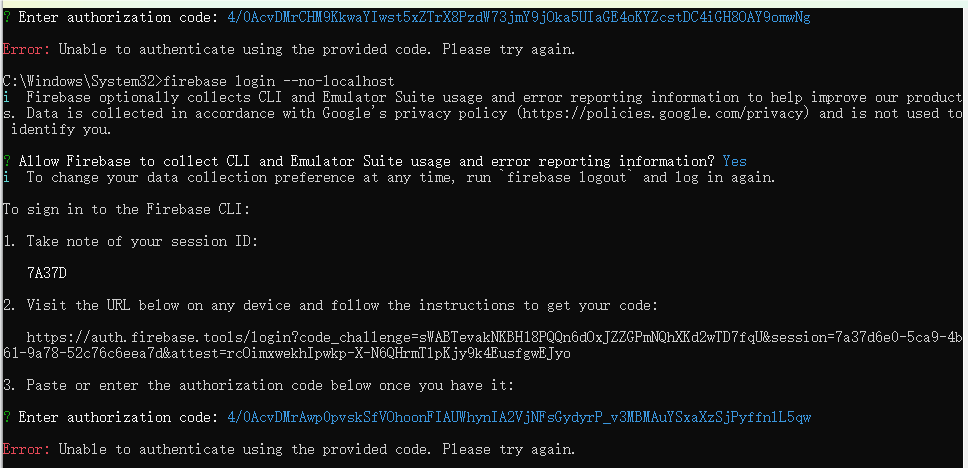 ? Enter authorization code: 4/0AcvDMrCHM9KkwaYIwst5xZTrX8PzdW73jmY9jOka5UIaGE4oKYZcstDC4iGH8OAY9omwNg
Error: Unable to authenticate using the provided code. Please try again.
C:\Windows\System32>firebase login --no-localhost
i  Firebase optionally collects CLI and Emulator Suite usage and error reporting information to help improve our product
s. Data is collected in accordance with Google's privacy policy (https://policies.google.com/privacy) and is not used to
 identify you.
? Allow Firebase to collect CLI and Emulator Suite usage and error reporting information? Yes
i  To change your data collection preference at any time, run `firebase logout` and log in again.
To sign in to the Firebase CLI:
1. Take note of your session ID:
7A37D
2. Visit the URL below on any device and follow the instructions to get your code:
https://auth.firebase.tools/login?code_challenge=sWABTevakNKBH18PQQn6dOxJZZGPmNQhXKd2wTD7fqU&session=7a37d6e0-5ca9-4b
61-9a78-52c76c6eea7d&attest=rcOimxwekhIpwkp-X-N6QHrmT1pKjy9k4EusfgwEJyo
3. Paste or enter the authorization code below once you have it:
? Enter authorization code: 4/0AcvDMrAwp0pvskSfVOhoonFIAUWhynIA2VjNFsGydyrP_v3MBMAuYSxaXzSjPyffnlL5qw
Error: Unable to authenticate using the provided code. Please try again.